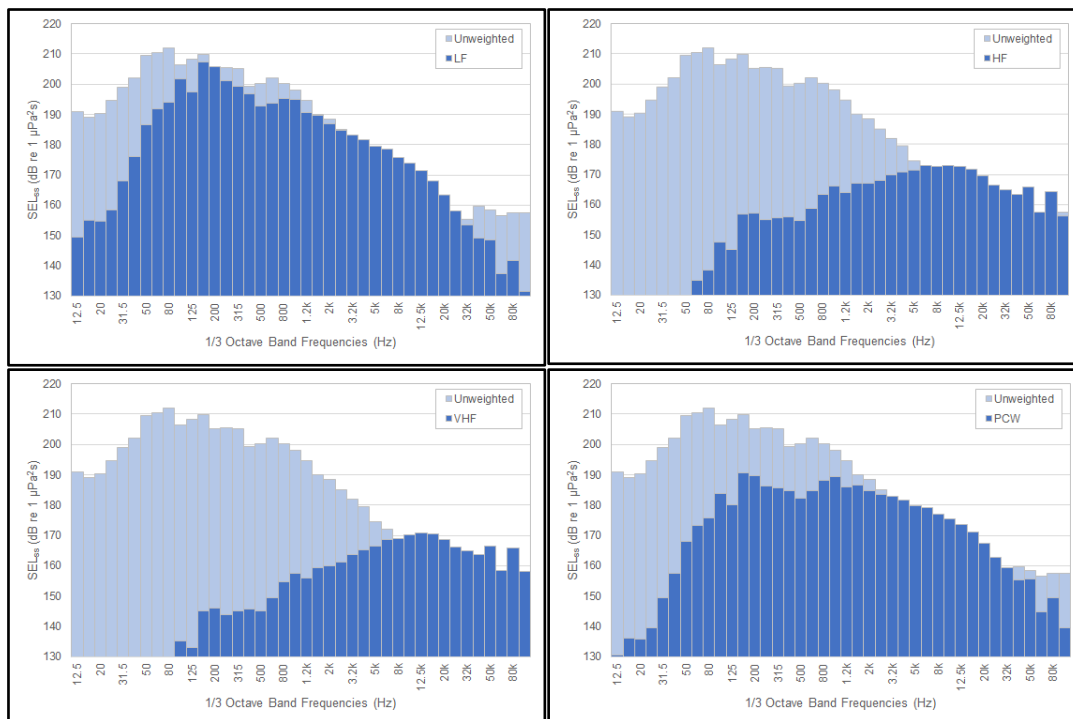 220
210
200
190
180
170
160
150
140
130
SELss (dB re 1 µPa²s)
Unweighted
LF
12.5
20
31.5
50
80
125
200
315
500
800
1.2k
2k
3.2k
5k
8k
12.5k
20k
32k
50k
80k
1/3 Octave Band Frequencies (Hz)
220
210
200
190
180
170
160
150
140
130
SELss (dB re 1 µPa²s)
Unweighted
HF
12.5
20
31.5
50
80
125
200
315
500
800
1.2k
2k
3.2k
5k
8k
12.5k
20k
32k
50k
80k
1/3 Octave Band Frequencies (Hz)
220
210
200
190
180
170
160
150
140
130
SELss (dB re 1 µPa²s)
Unweighted
VHF
12.5
20
31.5
50
80
125
200
315
500
800
1.2k
2k
3.2k
5k
8k
12.5k
20k
32k
50k
80k
1/3 Octave Band Frequencies (Hz)
220
210
200
190
180
170
160
150
140
130
SELss (dB re 1 µPa²s)
Unweighted
PCW
12.5
20
31.5
50
80
125
200
315
500
800
1.2k
2k
3.2k
5k
8k
12.5k
20k
32k
50k
80k
1/3 Octave Band Frequencies (Hz)